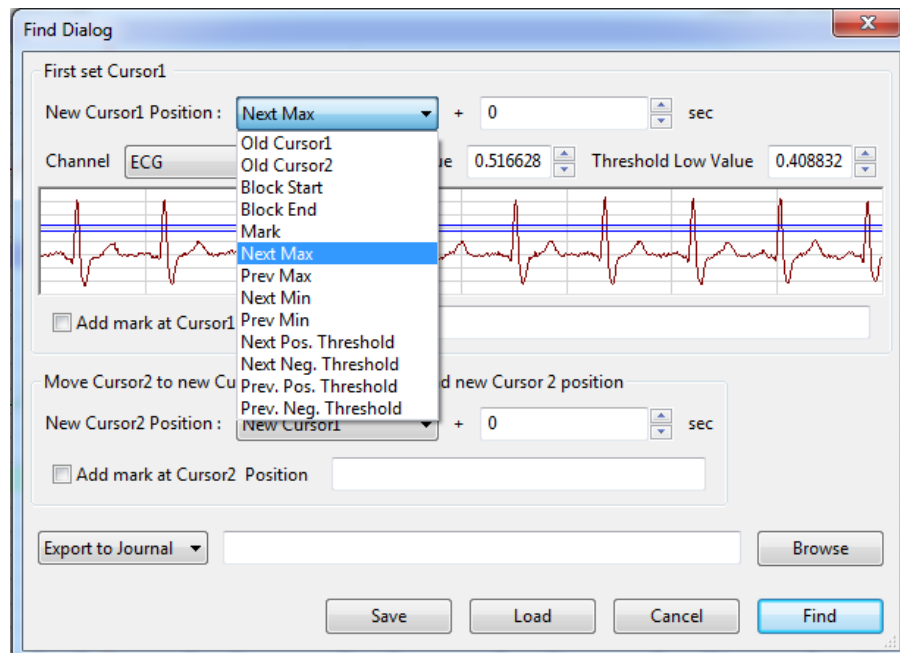 Find Dialog
First set Cursor1
New Cursor1 Position : Next Max + 0 sec
Old Cursor1
Old Cursor2
Block Start
Block End
Mark
Next Max
Prev Max
Next Min
Prev Min
Next Pos. Threshold
Next Neg. Threshold
Prev. Pos. Threshold
Prev. Neg. Threshold
Channel ECG 0.516628 Threshold Low Value 0.408832
Add mark at Cursor1
Move Cursor2 to new new Cursor 2 position
New Cursor2 Position : New Cursor1 + 0 sec
Add mark at Cursor2 Position
Export to Journal Browse
Save Load Cancel Find